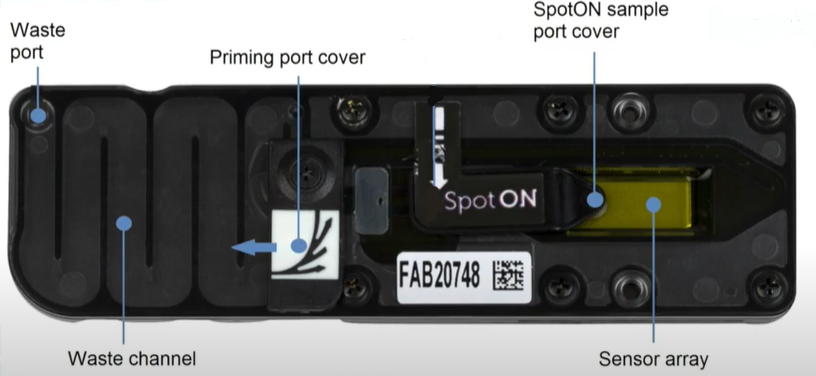 SpotON sample
port cover
Waste
port
Priming port cover
SpotON
FAB20748
Waste channel
Sensor array